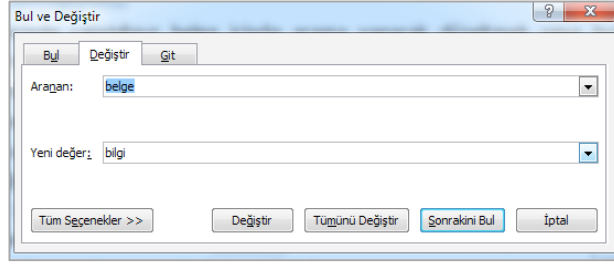 Bul ve Değiştir
Bul Değiştir Git
Aranan: belge
Yeni değer: bilgi
Tüm Seçenekler >> Değiştir Tümünü Değiştir Sonrakini Bul İptal